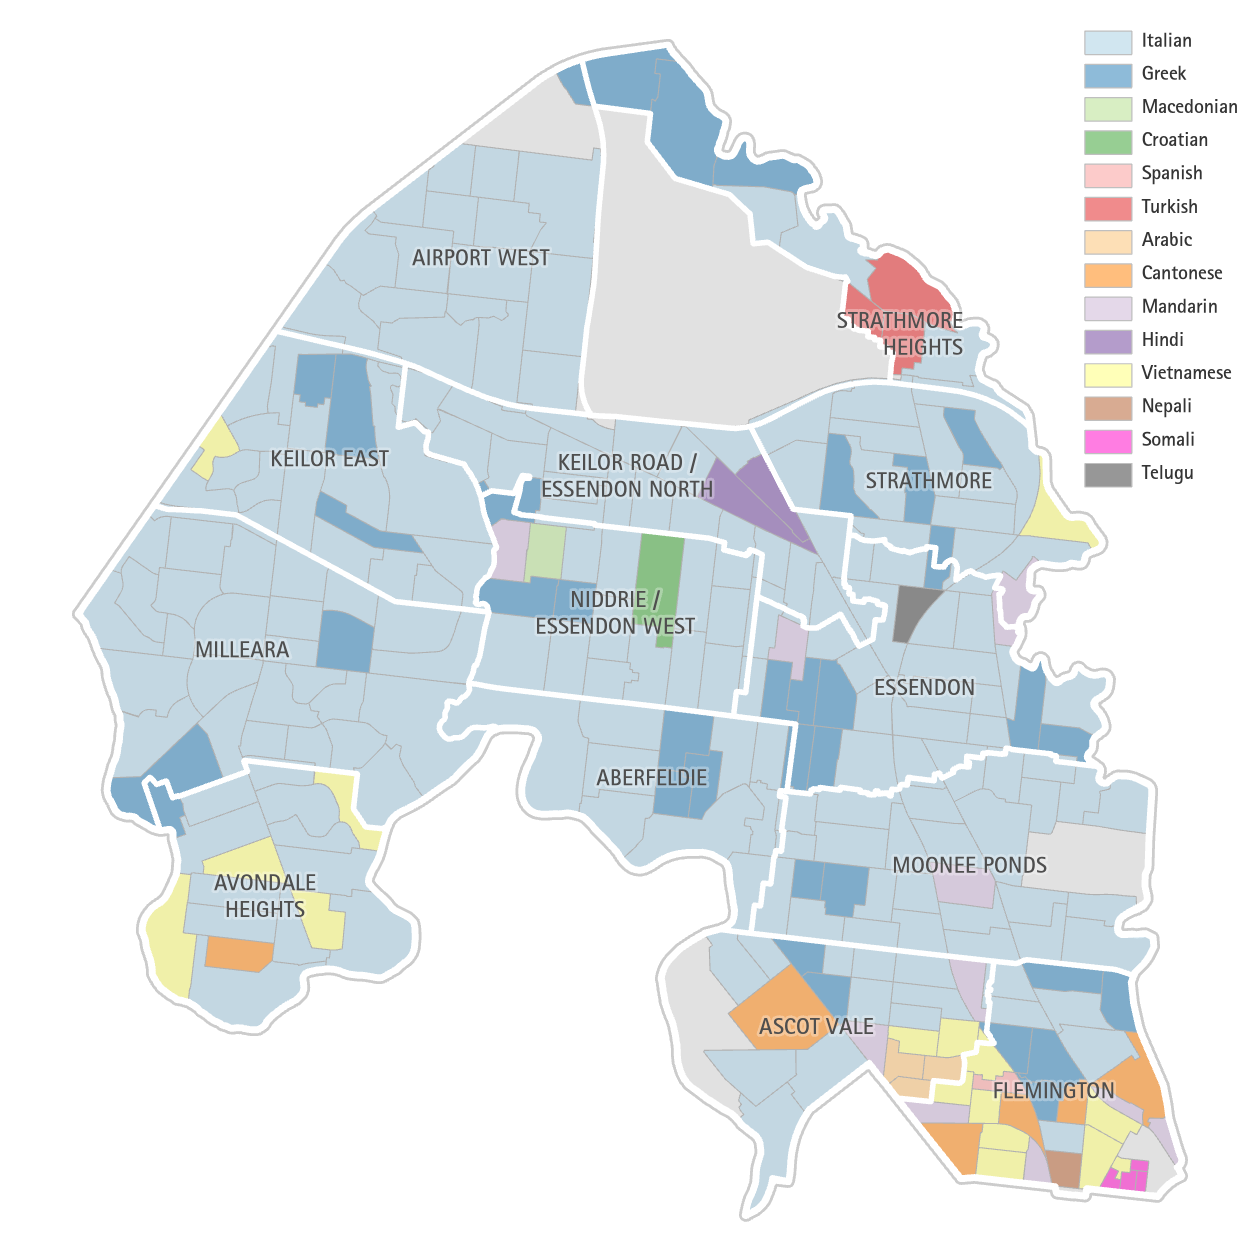 Italian
Greek
Macedonian
Croatian
Spanish
Turkish
Arabic
Cantonese
Mandarin
Hindi
Vietnamese
Nepali
Somali
Telugu
AIRPORT WEST
STRATHMORE
HEIGHTS
KEILOR EAST
KEILOR ROAD /
ESSENDON NORTH
STRATHMORE
NIDDRIE /
ESSENDON WEST
MILLEARA
ESSENDON
ABERFELDIE
MOONEE PONDS
AVONDALE
HEIGHTS
ASCOT VALE
FLEMINGTON